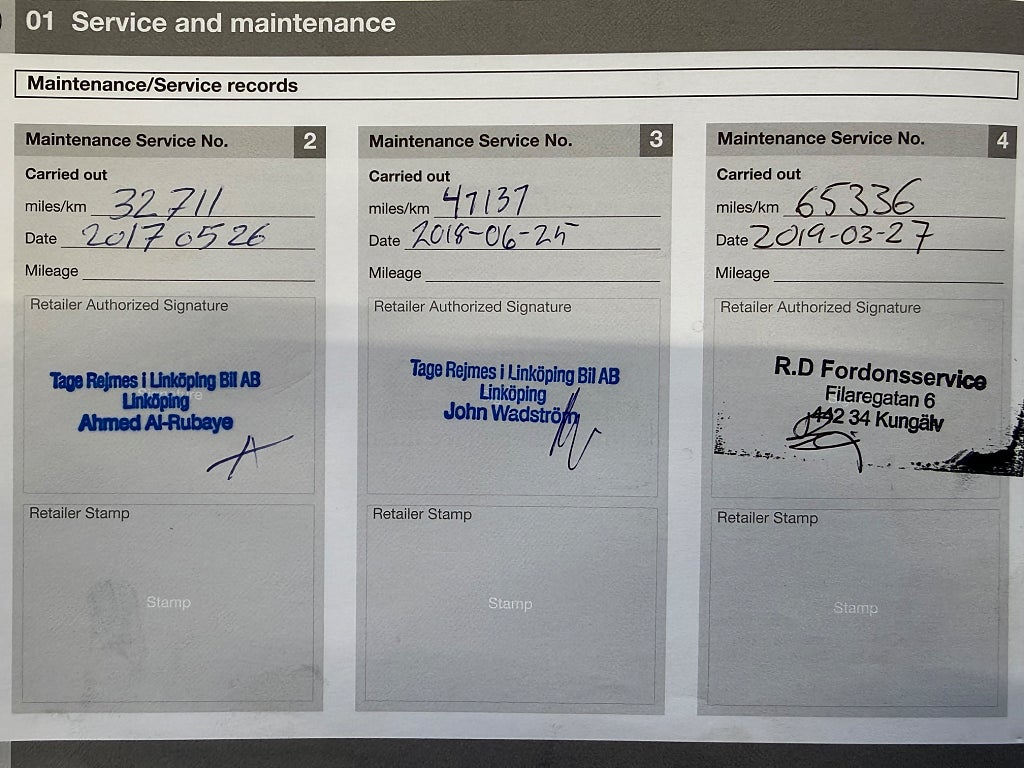 01 Service and maintenance
Maintenance/Service records
Maintenance Service No. 2
Carried out
miles/km 32711
Date 2017 05 26
Mileage
Retailer Authorized Signature
Tage Rejmes i Linköping Bil AB
Linköping
Ahmed Al-Rubaye
Retailer Stamp
Stamp
Maintenance Service No. 3
Carried out
miles/km 47137
Date 2018-06-25
Mileage
Retailer Authorized Signature
Tage Rejmes i Linköping Bil AB
Linköping
John Wadström
Retailer Stamp
Stamp
Maintenance Service No. 4
Carried out
miles/km 65336
Date 2019-03-27
Mileage
Retailer Authorized Signature
R.D Fordonsservice
Filaregatan 6
442 34 Kungälv
Retailer Stamp
Stamp